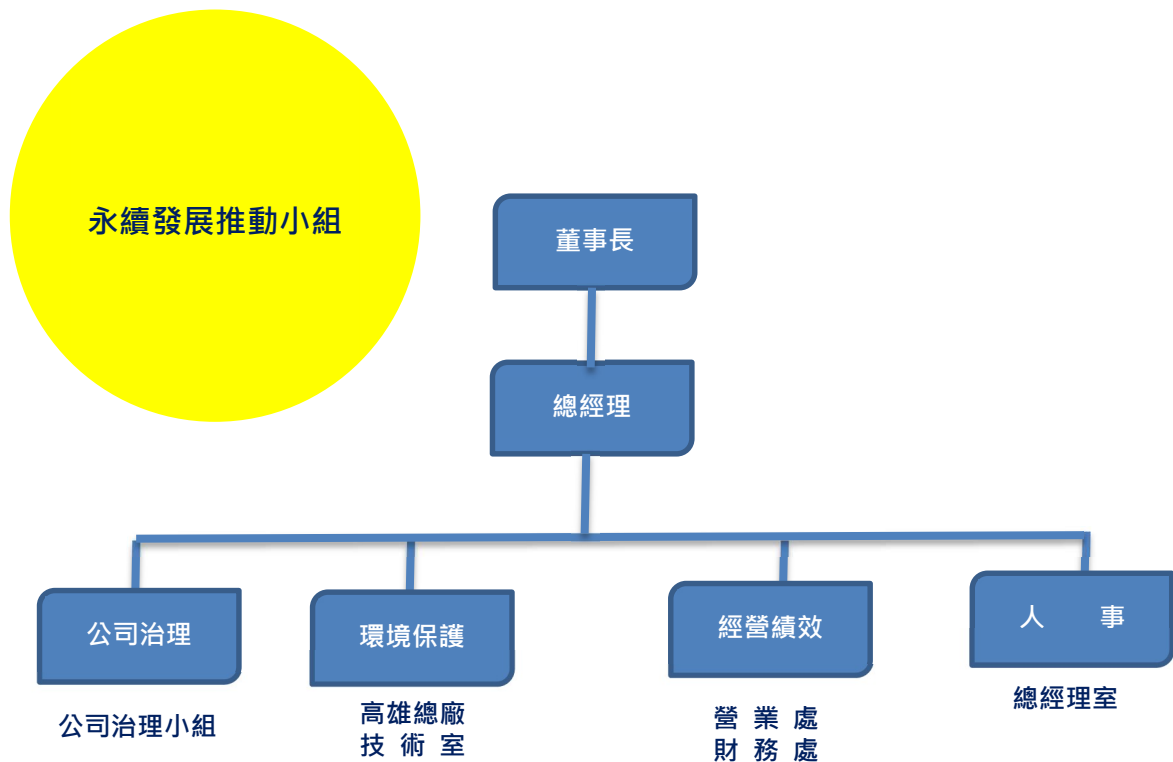 永續發展推動小組
董事長
總經理
公司治理
環境保護
經營績效
人　事
公司治理小組
高雄總廠
技 術 室
營 業 處
財 務 處
總經理室